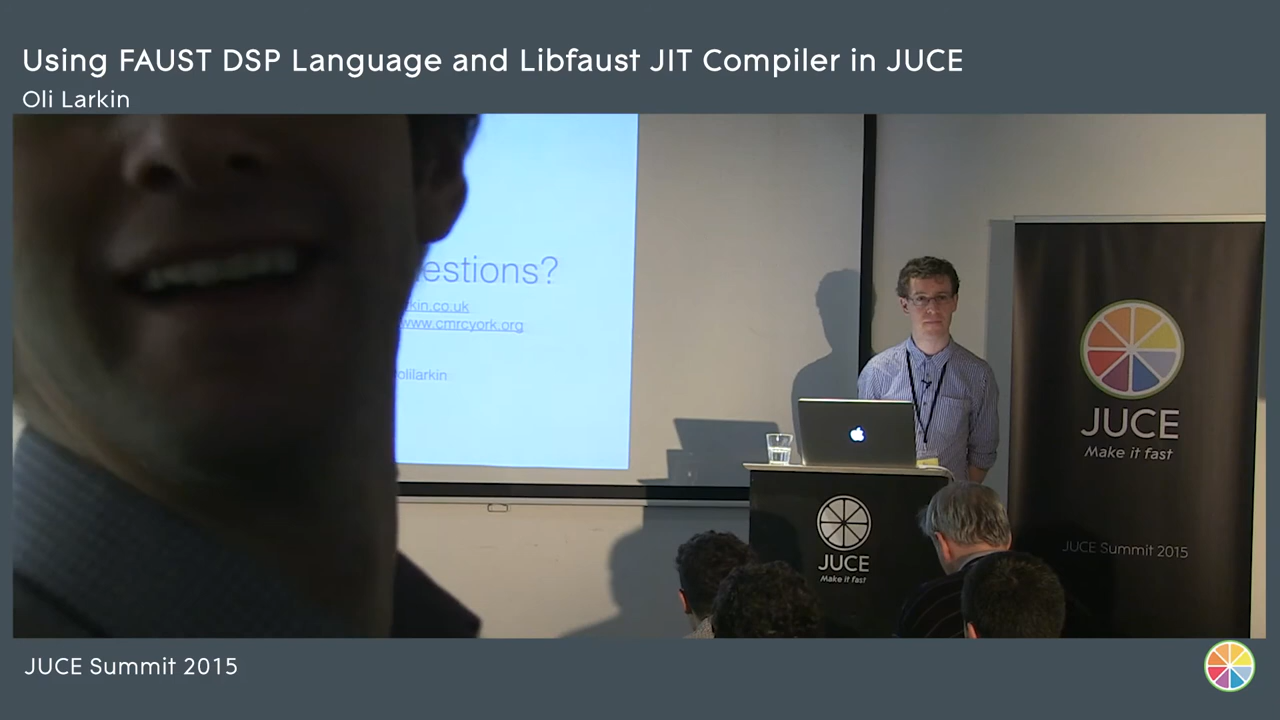 Using FAUST DSP Language and Libfaust JIT Compiler in JUCE
Oli Larkin
estions?
kin.co.uk
www.cmrcyork.org
olilarkin
JUCE
Make it fast
JUCE Summit 2015
JUCE
Make it fast
JUCE Summit 2015